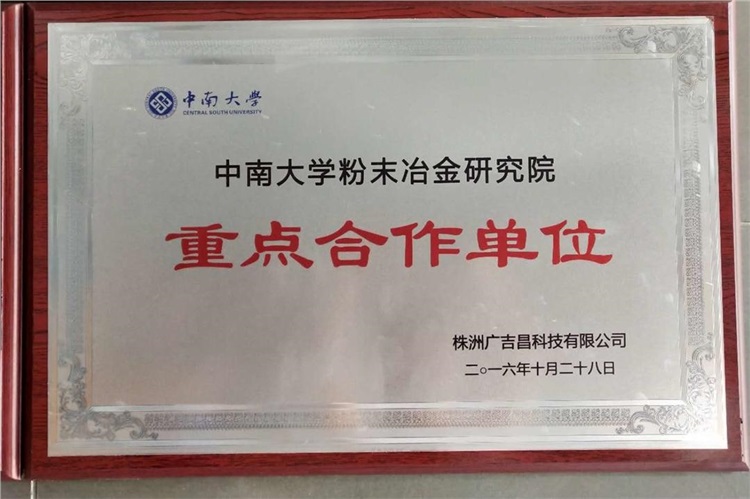 中南大学
CENTRAL SOUTH UNIVERSITY
中南大学粉末冶金研究院
重点合作单位
株洲广吉昌科技有限公司
二○一六年十月二十八日